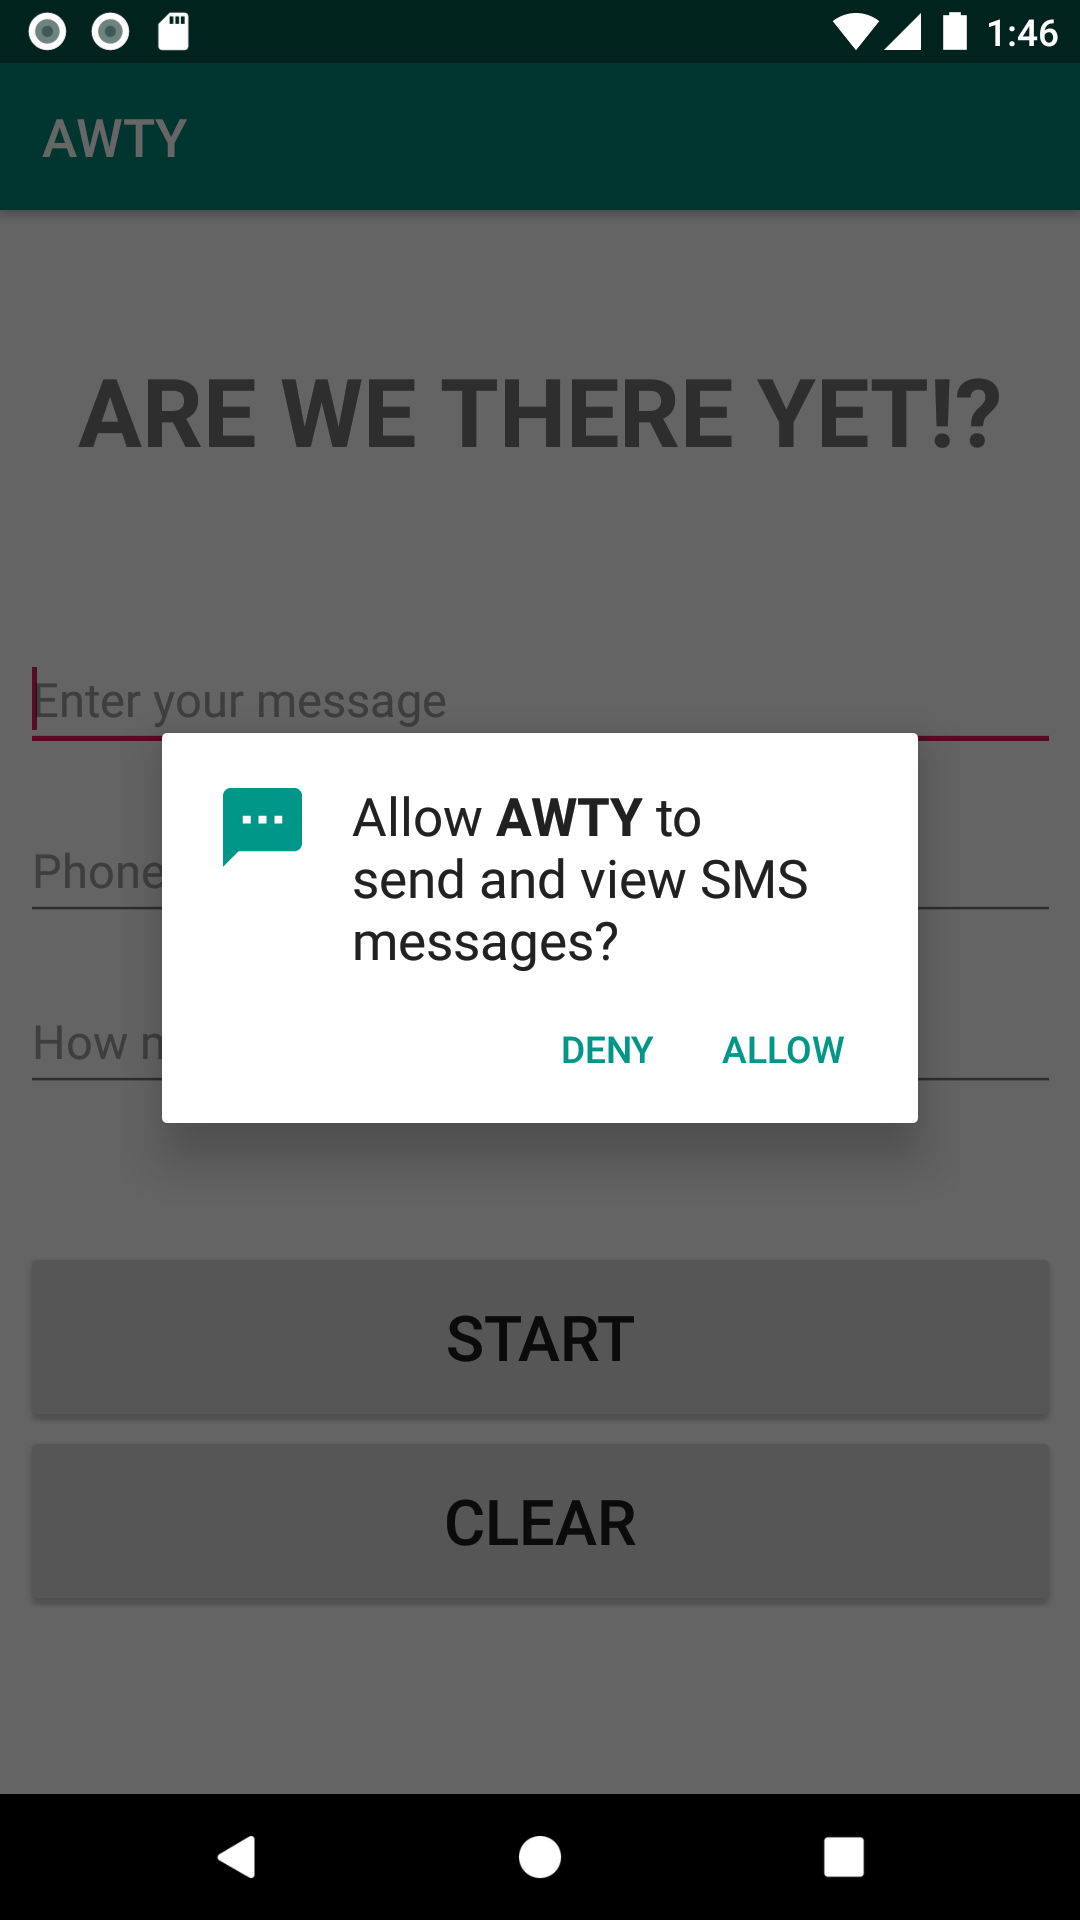 1:46
AWTY
ARE WE THERE YET!?
Enter your message
Phone
How
Allow AWTY to
send and view SMS
messages?
DENY ALLOW
START
CLEAR